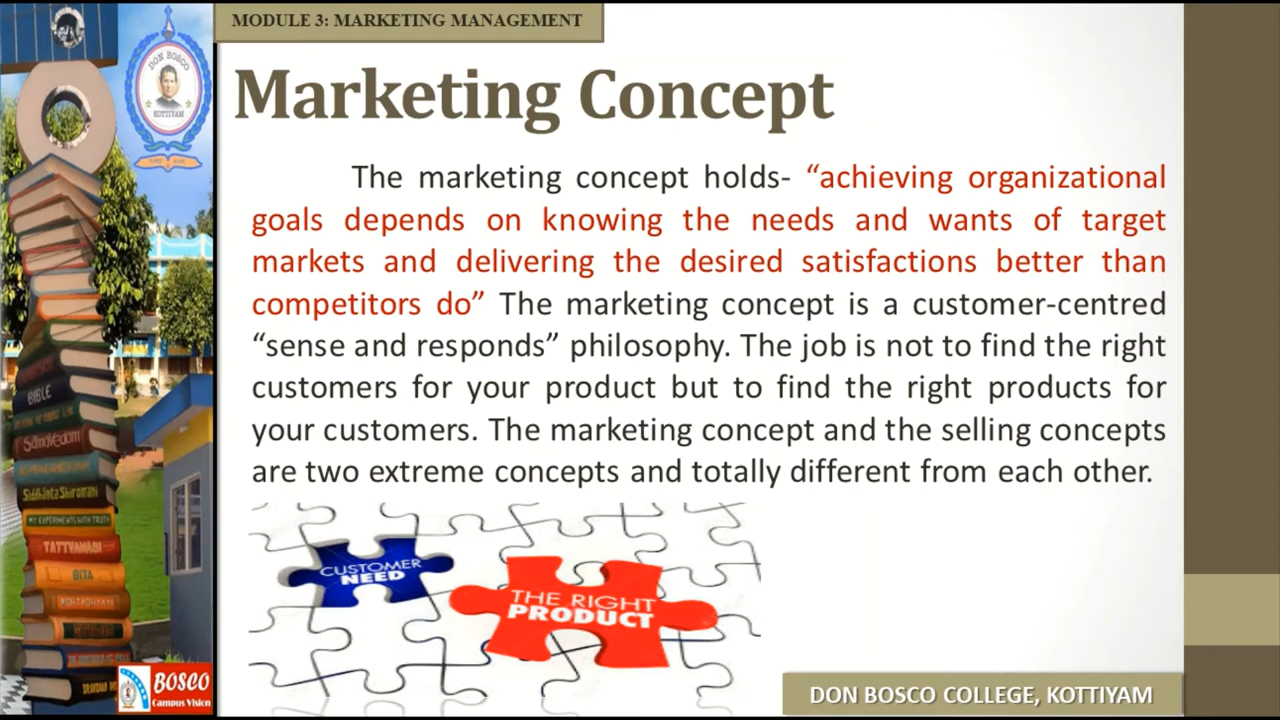 MODULE 3: MARKETING MANAGEMENT
DON BOSCO
KOTTIYAM
Marketing Concept
The marketing concept holds- “achieving organizational
goals depends on knowing the needs and wants of target
markets and delivering the desired satisfactions better than
competitors do” The marketing concept is a customer-centred
“sense and responds” philosophy. The job is not to find the right
customers for your product but to find the right products for
your customers. The marketing concept and the selling concepts
are two extreme concepts and totally different from each other.
BIBLE
Samavedam
Siddhanta Shiromani
MY EXPERIMENTS WITH TRUTH
TATTVANABI
GITA
CUSTOMER
NEED
THE RIGHT
PRODUCT
BOSCO
Campus Vision
DON BOSCO COLLEGE, KOTTIYAM